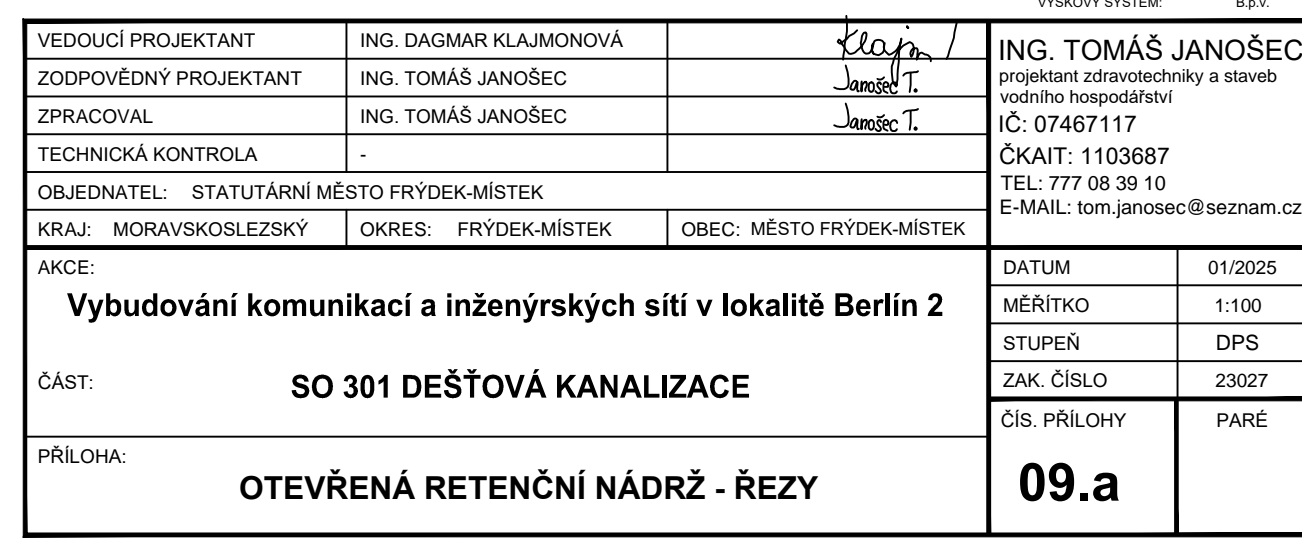 VÝŠKOVÝ SYSTÉM: B.p.v.
VEDOUCÍ PROJEKTANT ING. DAGMAR KLAJMONOVÁ Klajm
ZODPOVĚDNÝ PROJEKTANT ING. TOMÁŠ JANOŠEC Janošec T.
ZPRACOVAL ING. TOMÁŠ JANOŠEC Janošec T.
TECHNICKÁ KONTROLA -
OBJEDNATEL: STATUTÁRNÍ MĚSTO FRÝDEK-MÍSTEK
KRAJ: MORAVSKOSLEZSKÝ OKRES: FRÝDEK-MÍSTEK OBEC: MĚSTO FRÝDEK-MÍSTEK
ING. TOMÁŠ JANOŠEC
projektant zdravotechniky a staveb
vodního hospodářství
IČ: 07467117
ČKAIT: 1103687
TEL: 777 08 39 10
E-MAIL: tom.janosec@seznam.cz
AKCE:
Vybudování komunikací a inženýrských sítí v lokalitě Berlín 2
ČÁST: SO 301 DEŠŤOVÁ KANALIZACE
PŘÍLOHA:
OTEVŘENÁ RETENČNÍ NÁDRŽ - ŘEZY
DATUM 01/2025
MĚŘÍTKO 1:100
STUPEŇ DPS
ZAK. ČÍSLO 23027
ČÍS. PŘÍLOHY PARÉ
09.a